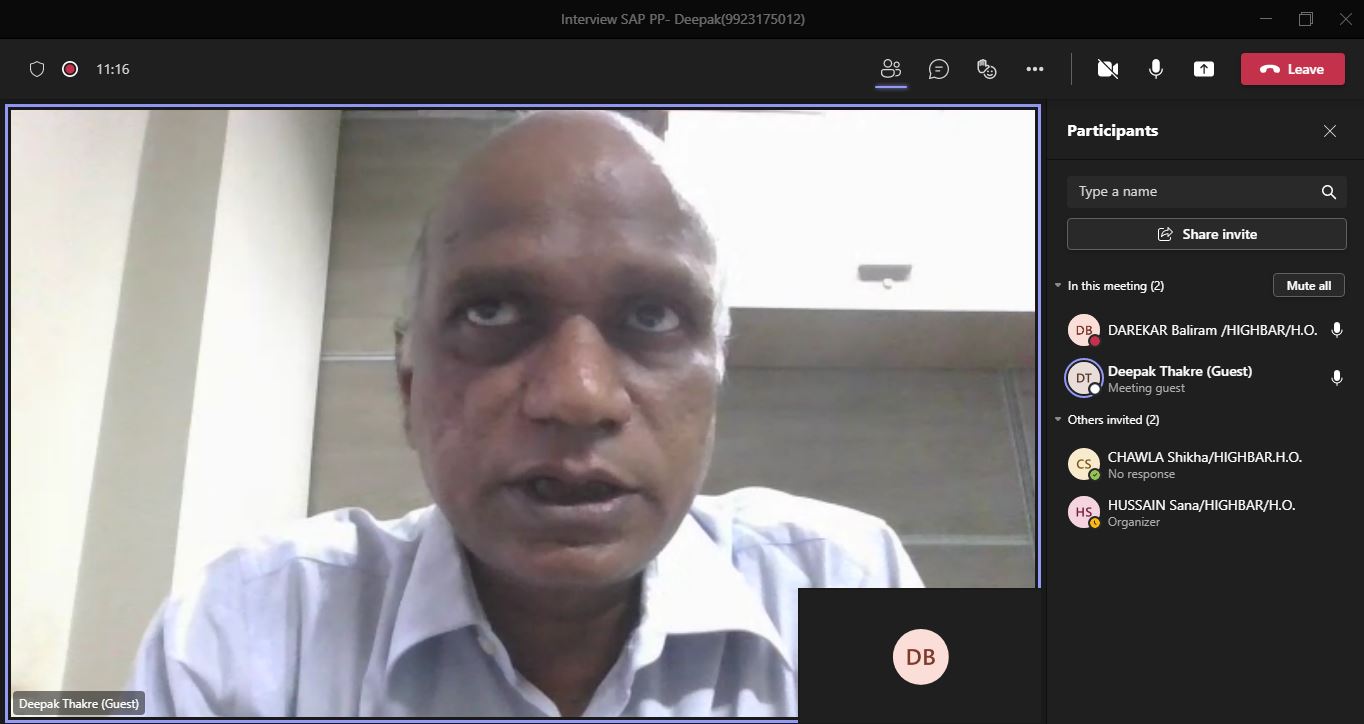 Interview SAP PP- Deepak(9923175012)
11:16
Leave
Participants
Type a name
Share invite
In this meeting (2)
Mute all
DB
DAREKAR Baliram /HIGHBAR/H.O.
DT
Deepak Thakre (Guest)
Meeting guest
Others invited (2)
CS
CHAWLA Shikha/HIGHBAR.H.O.
No response
HS
HUSSAIN Sana/HIGHBAR/H.O.
Organizer
DB
Deepak Thakre (Guest)